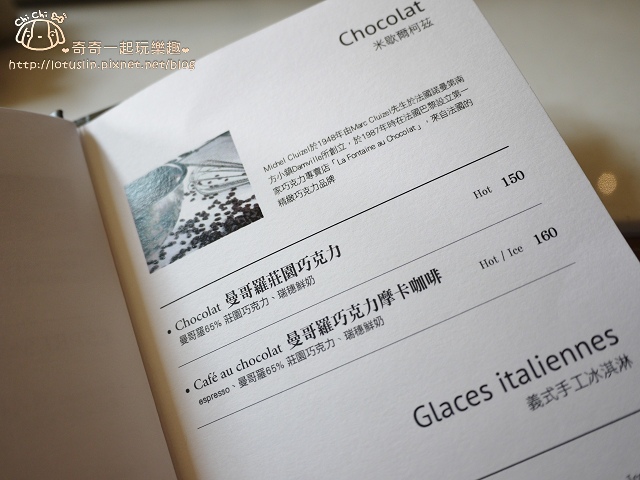 Chi Chi
奇奇一起玩樂趣
http://lotuslin.pixnet.net/blog
Chocolat
米歇爾柯茲
Michel Cluizel於1948年由Marc Cluizel先生於法國諾曼第南
方小鎮Damville所創立，於1987年時在法國巴黎設立第一
家巧克力專賣店「La Fontaine au Chocolat」，來自法國的
精緻巧克力品牌
Hot 150
• Chocolat 曼哥羅莊園巧克力
曼哥羅65% 莊園巧克力、瑞穗鮮奶
Hot / Ice 160
• Café au chocolat 曼哥羅巧克力摩卡咖啡
espresso、曼哥羅65% 莊園巧克力、瑞穗鮮奶
Glaces italiennes
義式手工冰淇淋